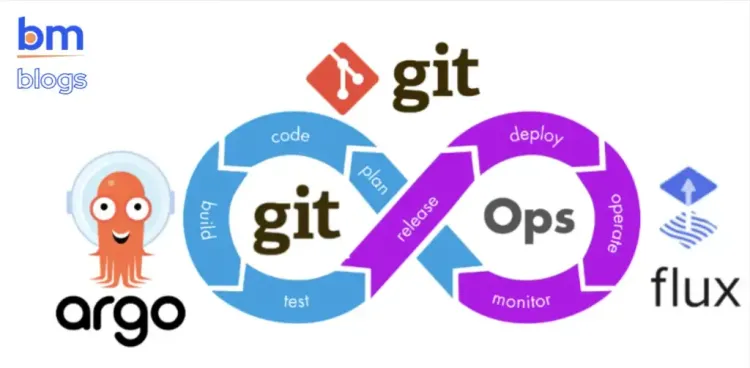 bm
blogs
git
code
plan
build
git
test
release
deploy
operate
Ops
monitor
argo
flux